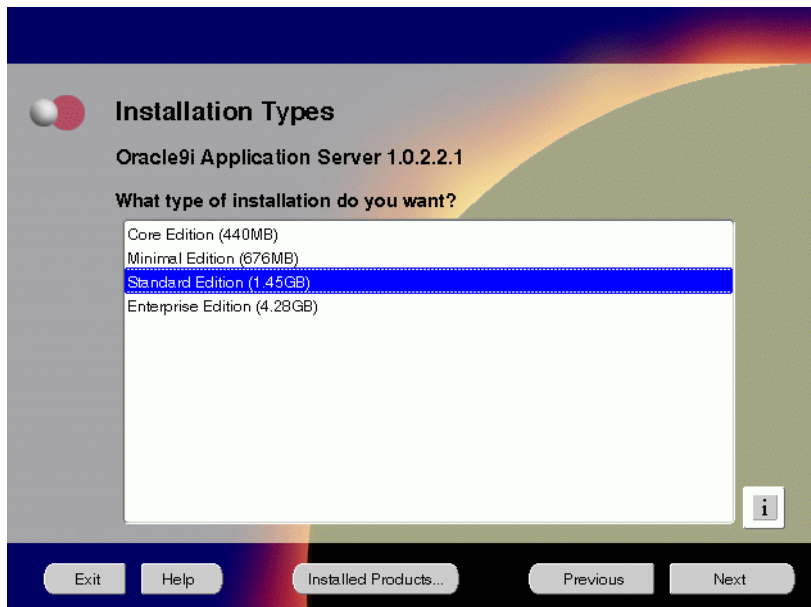 Installation Types
Oracle9i Application Server 1.0.2.2.1
What type of installation do you want?
Core Edition (440MB)
Minimal Edition (676MB)
Standard Edition (1.45GB)
Enterprise Edition (4.28GB)
i
Exit Help Installed Products... Previous Next